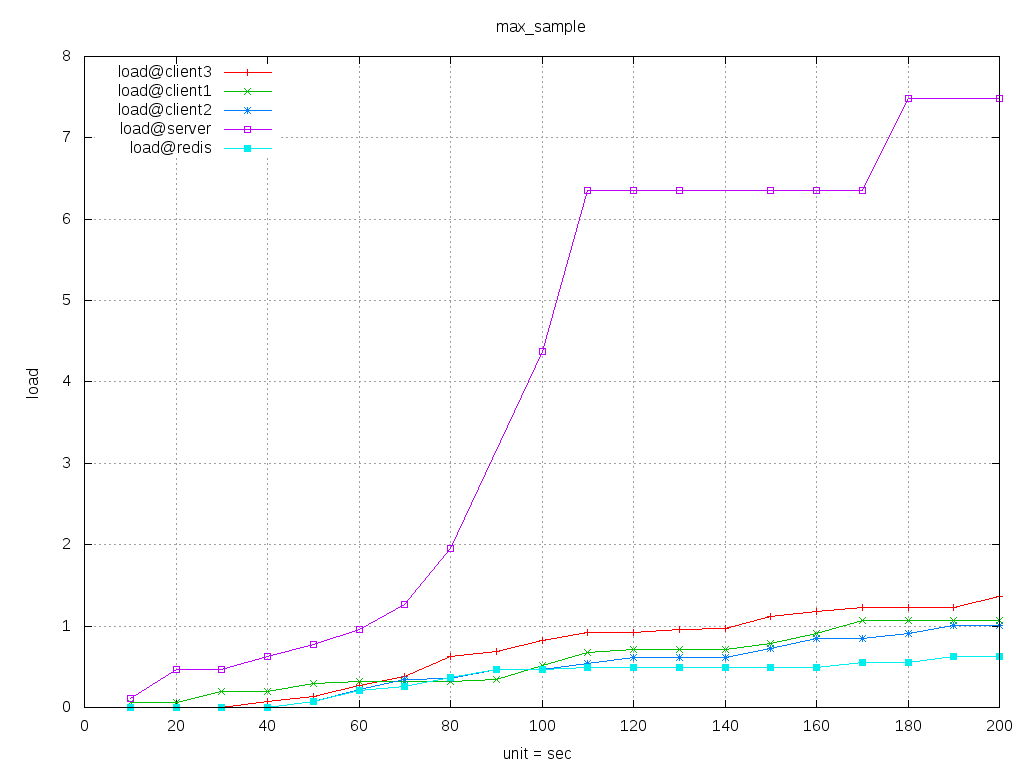 max_sample
load@client3
load@client1
load@client2
load@server
load@redis
load
8
7
6
5
4
3
2
1
0
0 20 40 60 80 100 120 140 160 180 200
unit = sec